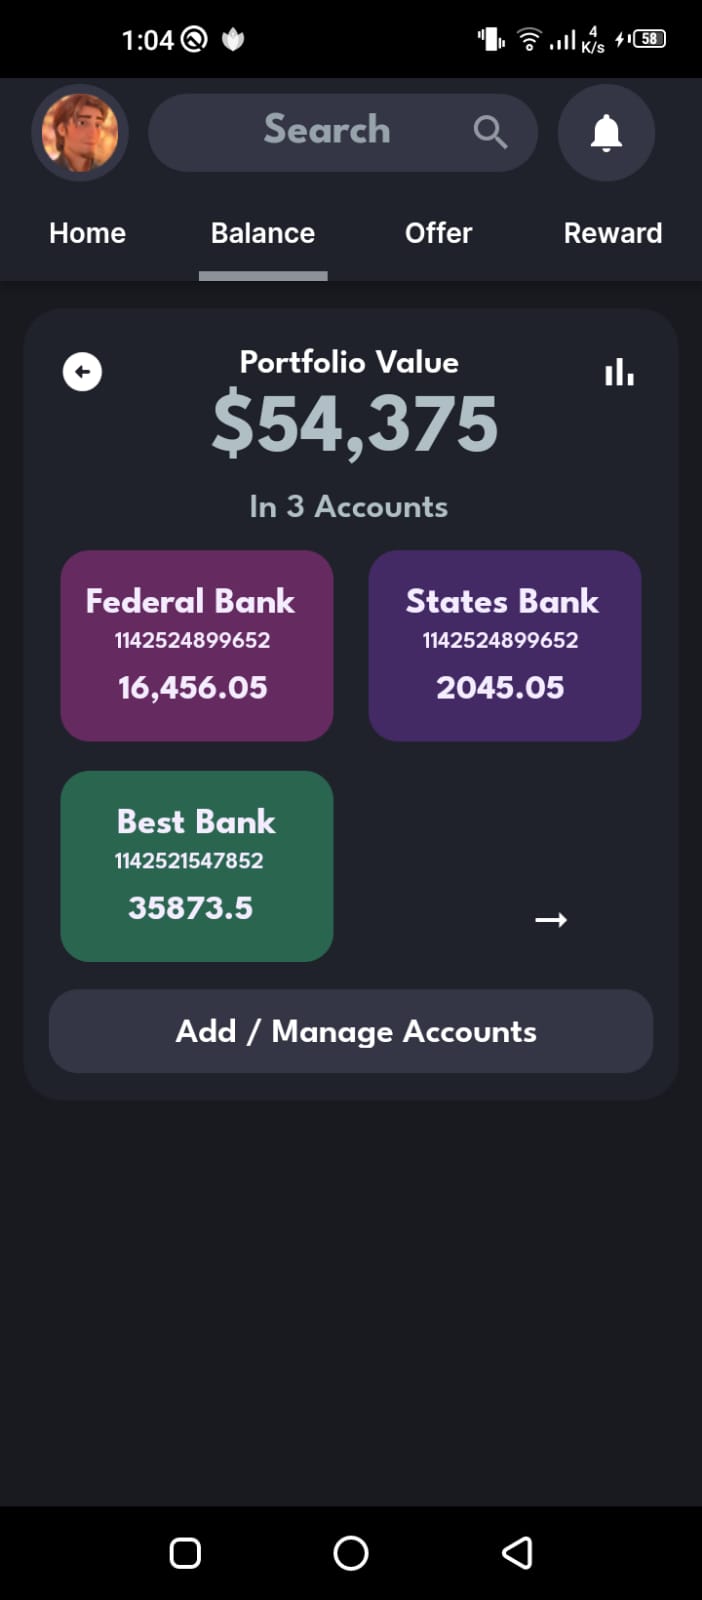 1:04
4
K/s
58
Search
Home Balance Offer Reward
Portfolio Value
$54,375
In 3 Accounts
Federal Bank
1142524899652
16,456.05
States Bank
1142524899652
2045.05
Best Bank
1142521547852
35873.5
Add / Manage Accounts